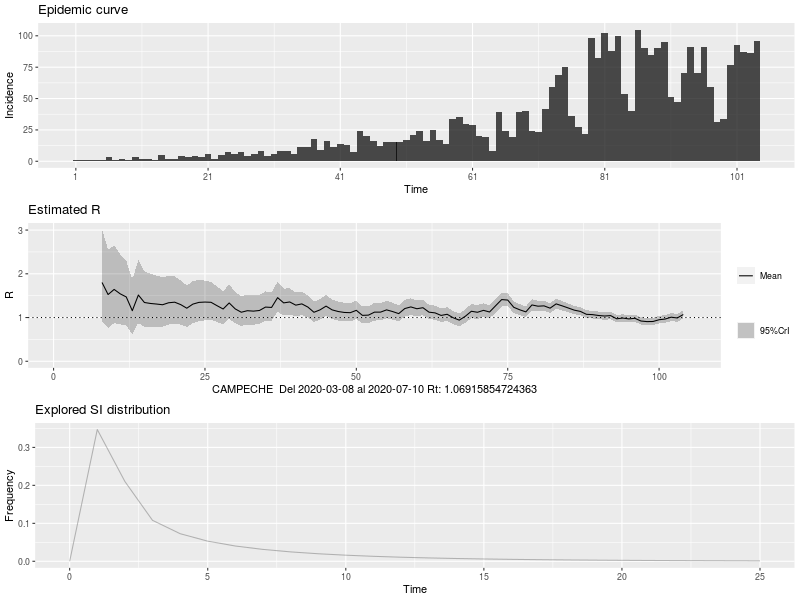 Epidemic curve
100
75
50
25
0
Incidence
1
21
41
61
81
101
Time
Estimated R
3
2
1
0
R
Mean
95%CrI
0
25
50
75
100
CAMPECHE Del 2020-03-08 al 2020-07-10 Rt: 1.06915854724363
Explored SI distribution
0.3
0.2
0.1
0.0
Frequency
0
5
10
15
20
25
Time